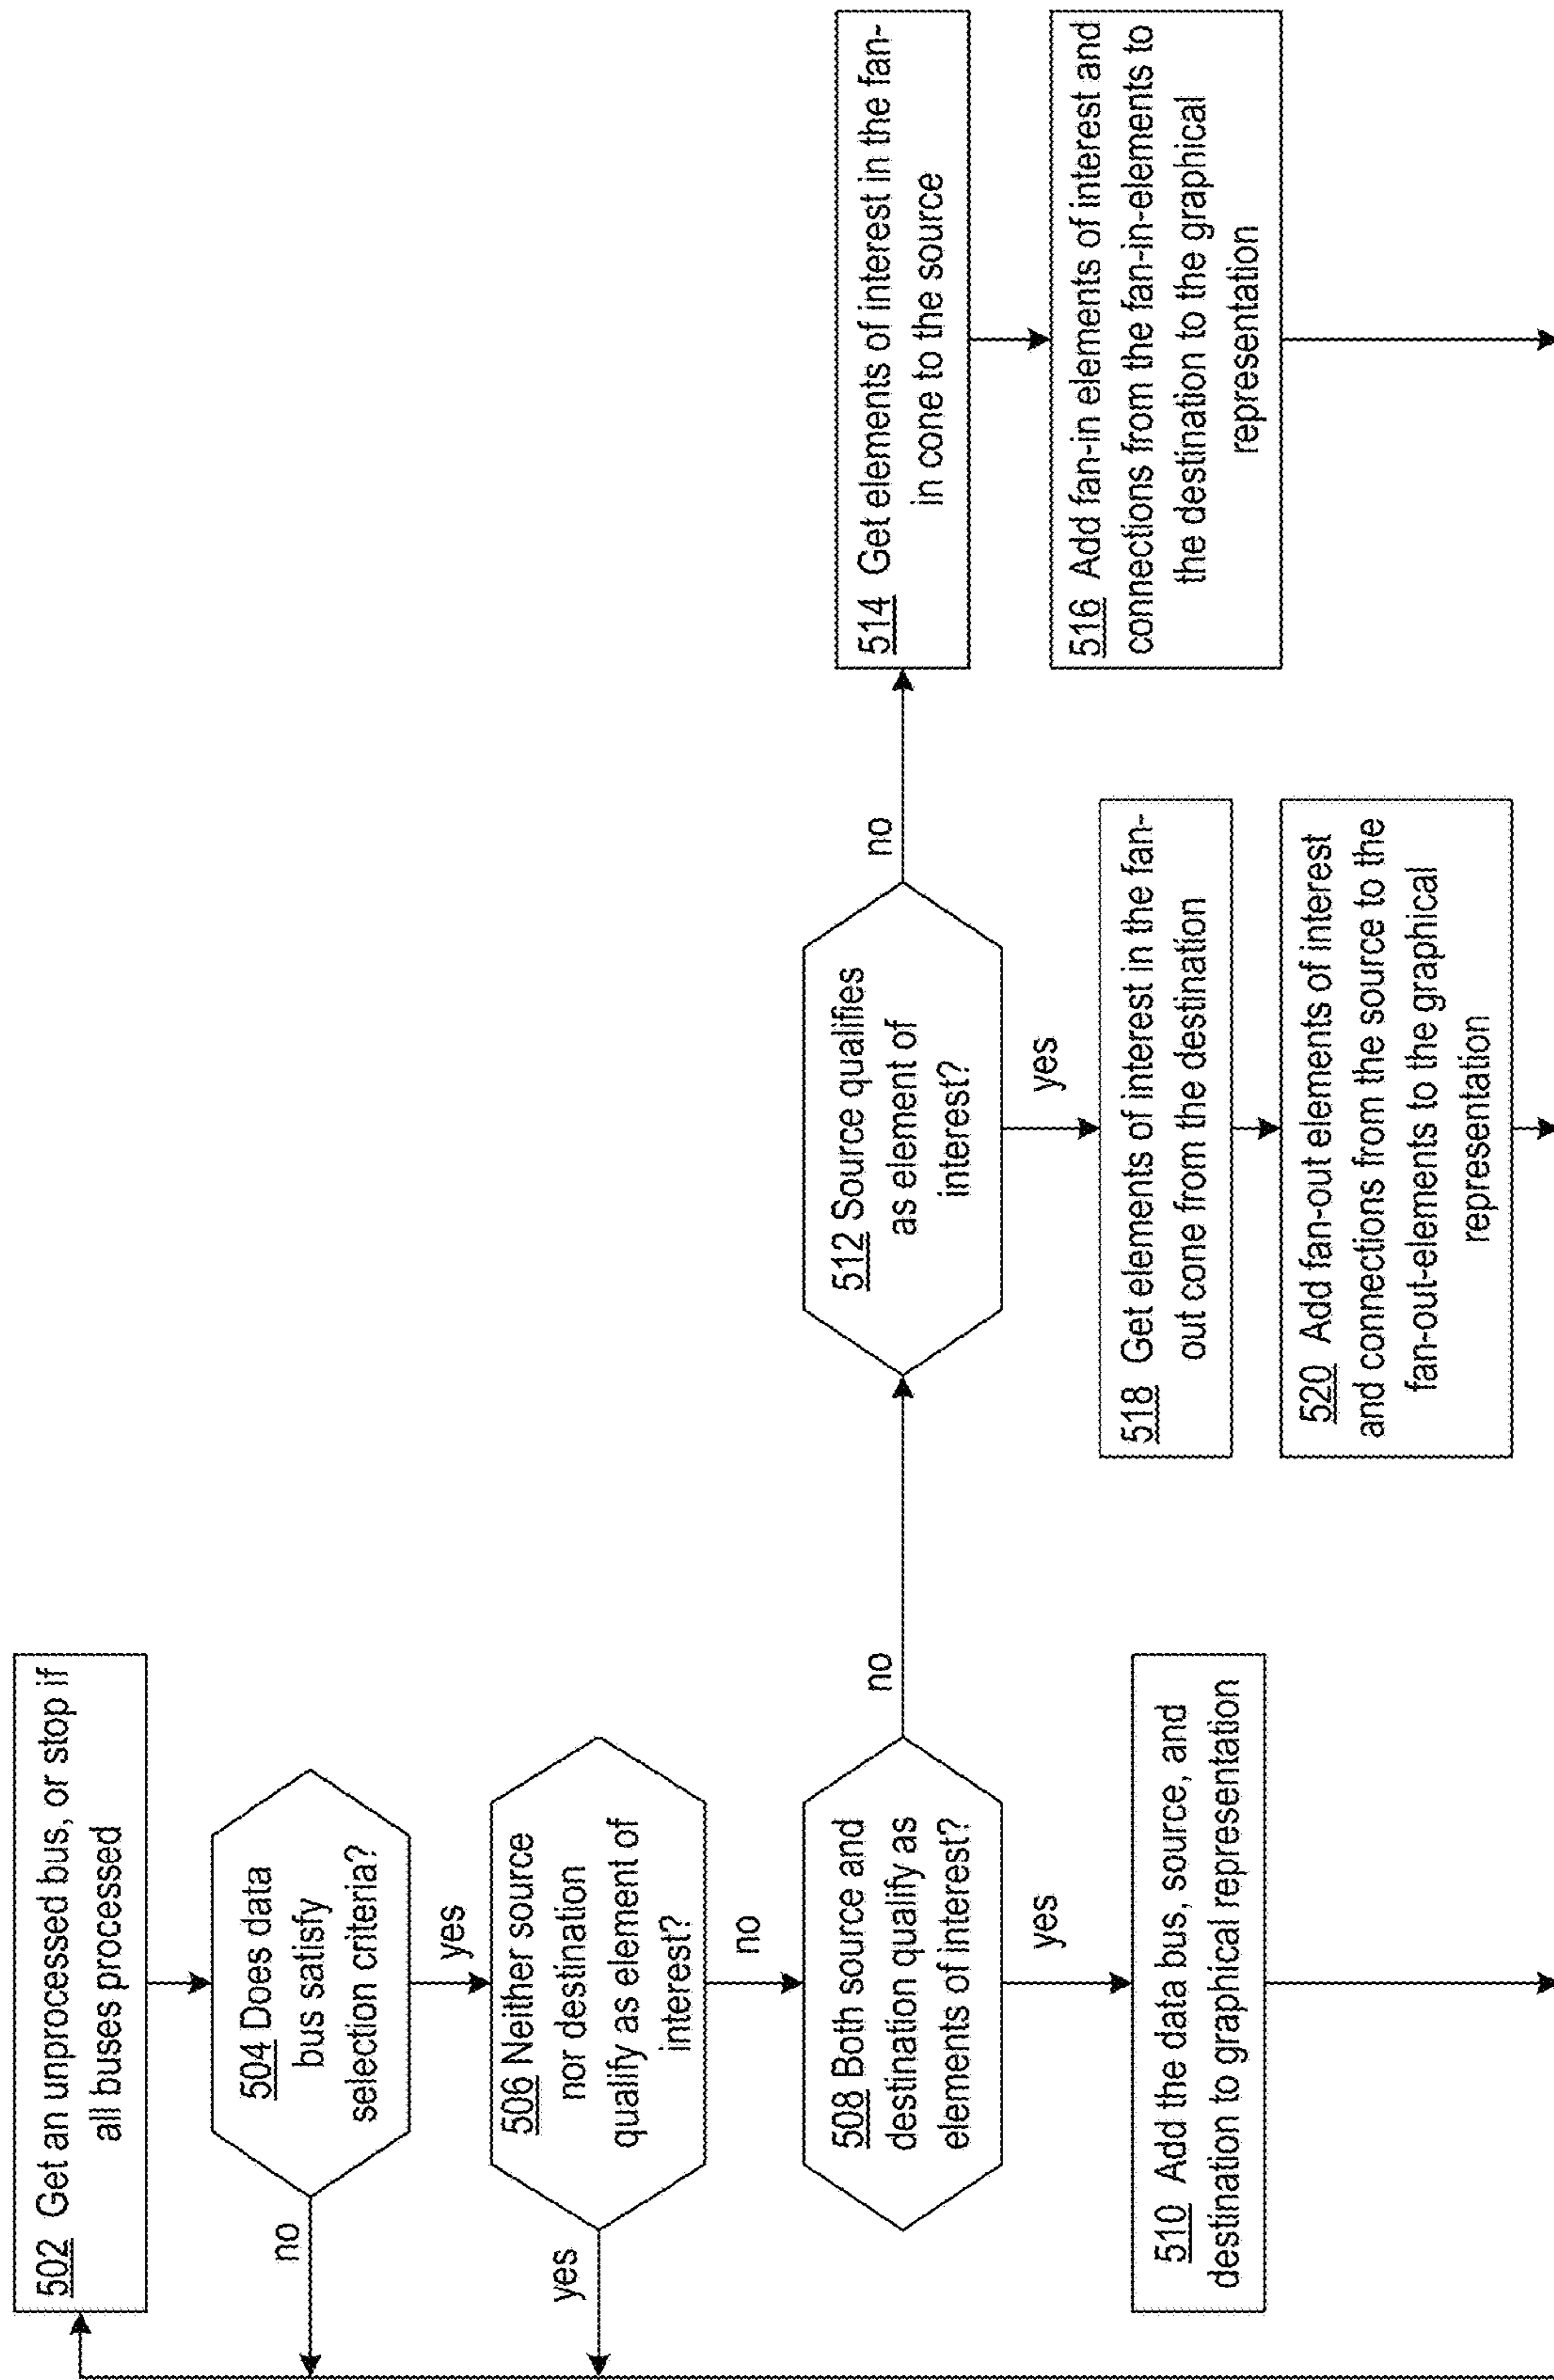 502 Get an unprocessed bus, or stop if
all buses processed
504 Does data
bus satisfy
selection criteria?
no
yes
506 Neither source
nor destination
qualify as element of
interest?
yes
no
508 Both source and
destination qualify as
elements of interest?
no
yes
510 Add the data bus, source, and
destination to graphical representation
512 Source qualifies
as element of
interest?
no
yes
514 Get elements of interest in the fan-
in cone to the source
516 Add fan-in elements of interest and
connections from the fan-in-elements to
the destination to the graphical
representation
518 Get elements of interest in the fan-
out cone from the destination
520 Add fan-out elements of interest
and connections from the source to the
fan-out-elements to the graphical
representation